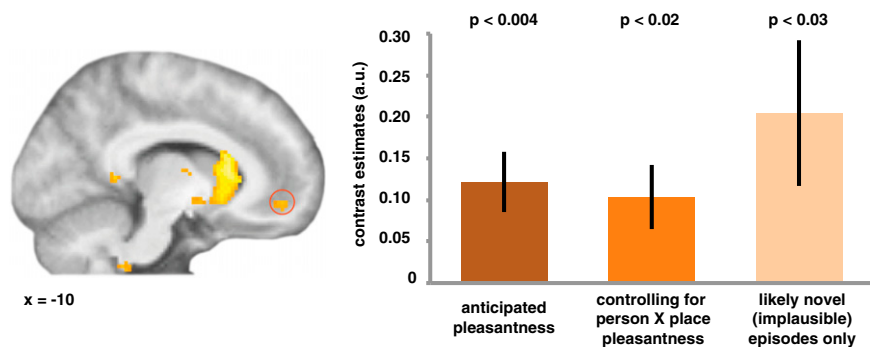 x = -10
p < 0.004
p < 0.02
p < 0.03
contrast estimates (a.u.)
0.30
0.25
0.20
0.15
0.10
0.05
0
anticipated
pleasantness
controlling for
person X place
pleasantness
likely novel
(implausible)
episodes only